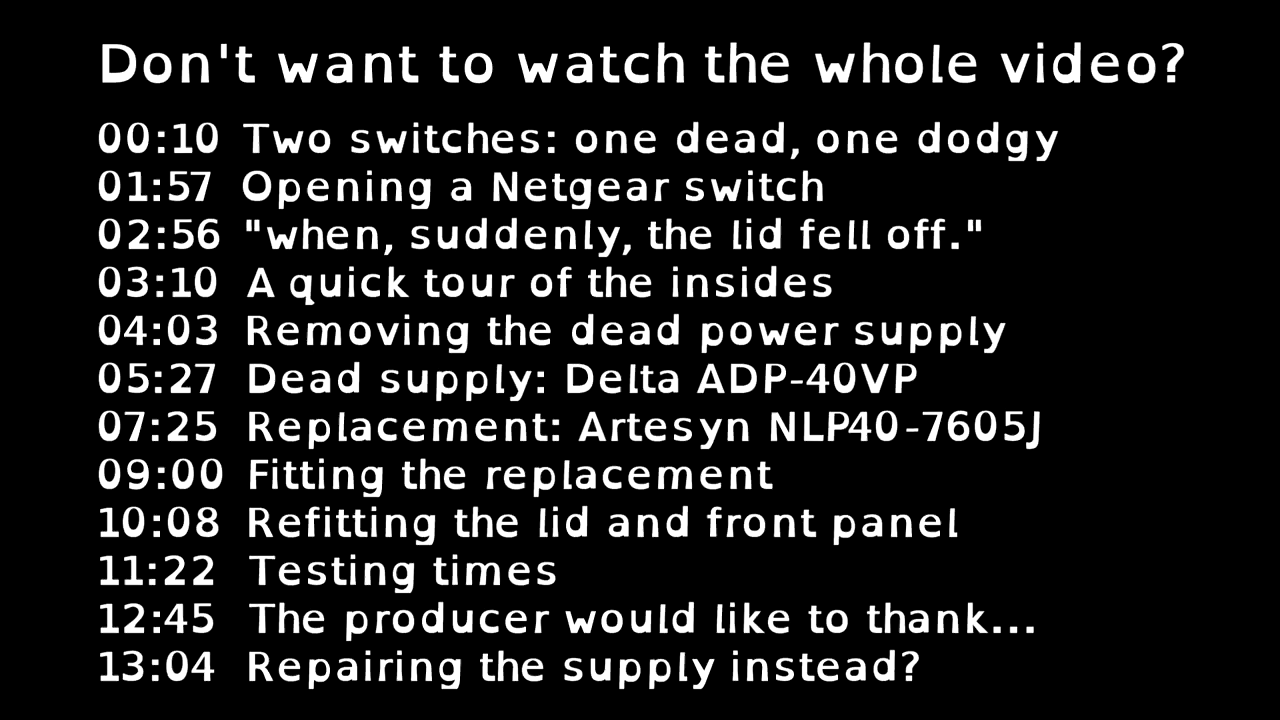 Don't want to watch the whole video?
00:10 Two switches: one dead, one dodgy
01:57 Opening a Netgear switch
02:56 "when, suddenly, the lid fell off."
03:10 A quick tour of the insides
04:03 Removing the dead power supply
05:27 Dead supply: Delta ADP-40VP
07:25 Replacement: Artesyn NLP40-7605J
09:00 Fitting the replacement
10:08 Refitting the lid and front panel
11:22 Testing times
12:45 The producer would like to thank...
13:04 Repairing the supply instead?